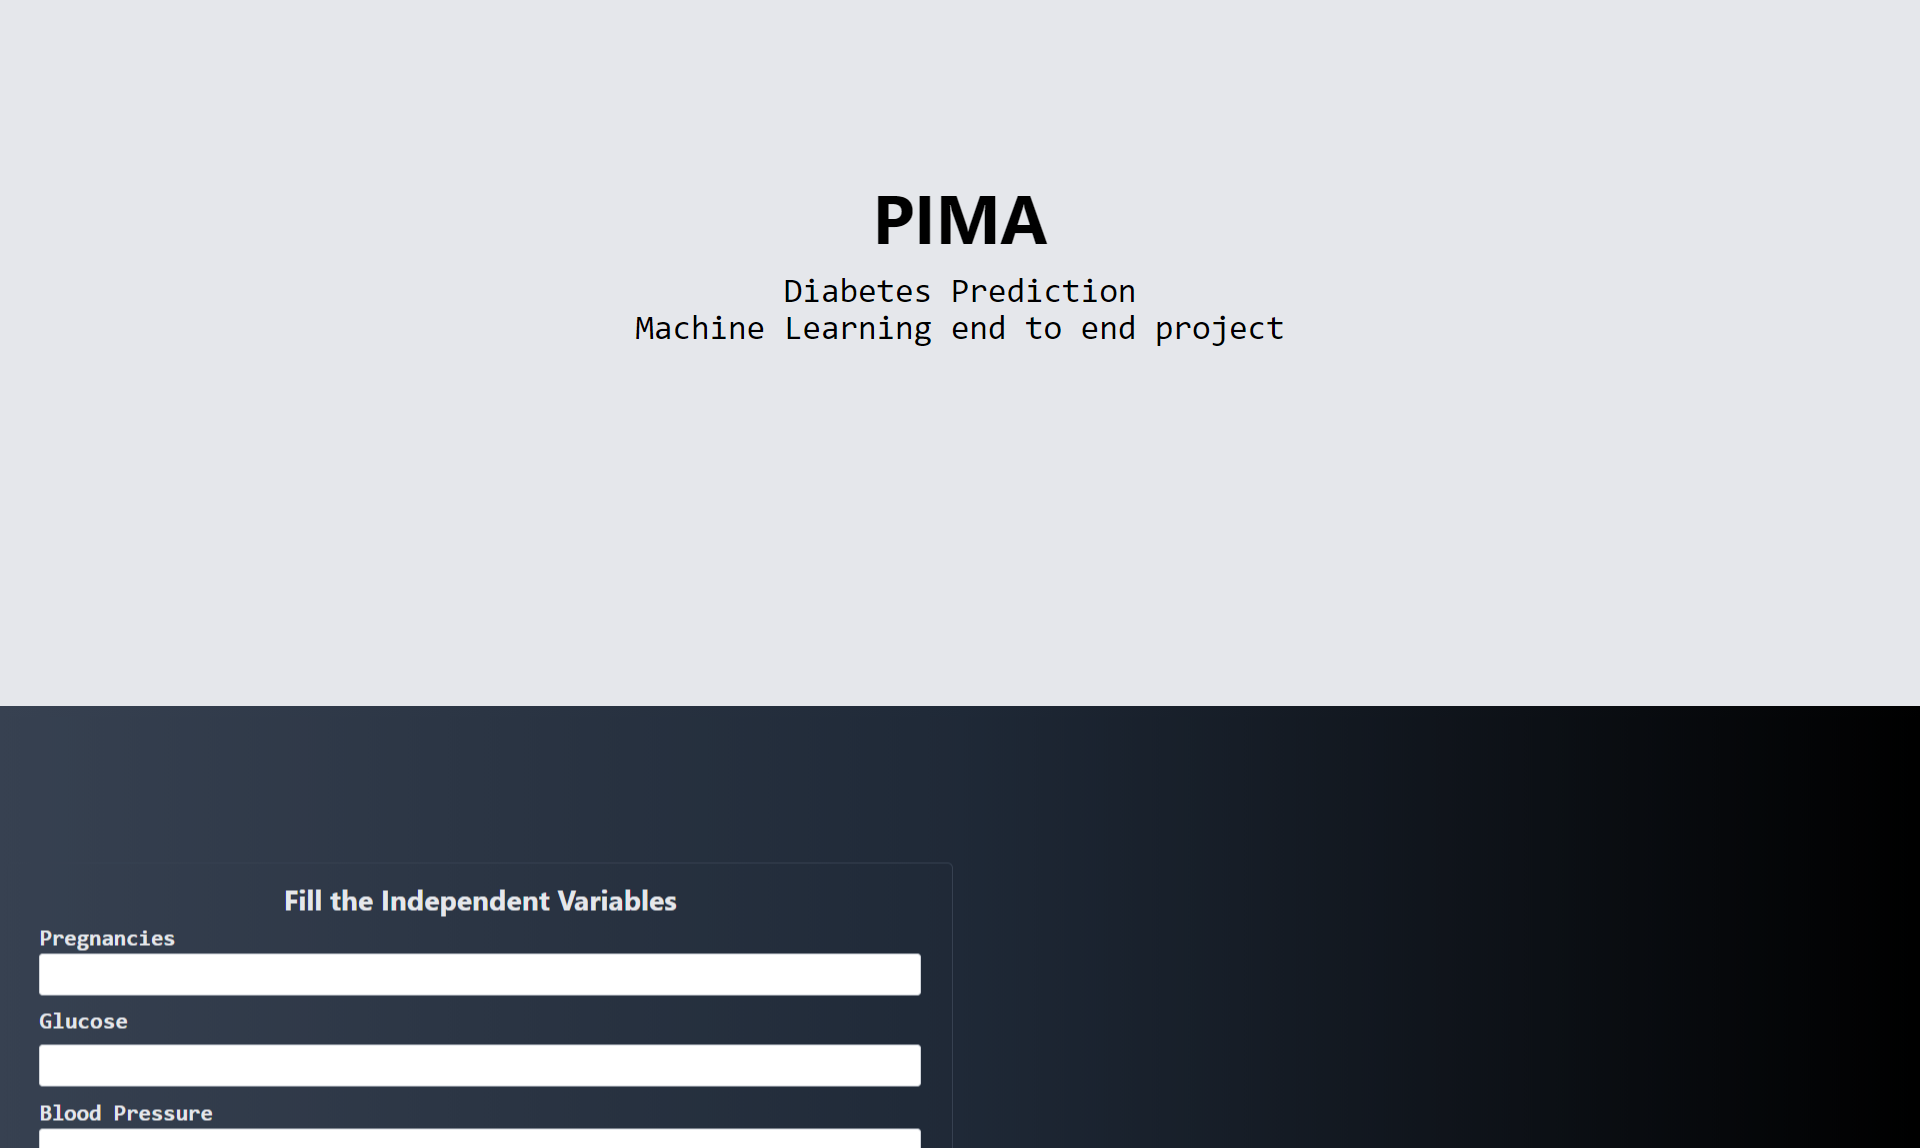 PIMA
Diabetes Prediction
Machine Learning end to end project
Fill the Independent Variables
Pregnancies
Glucose
Blood Pressure